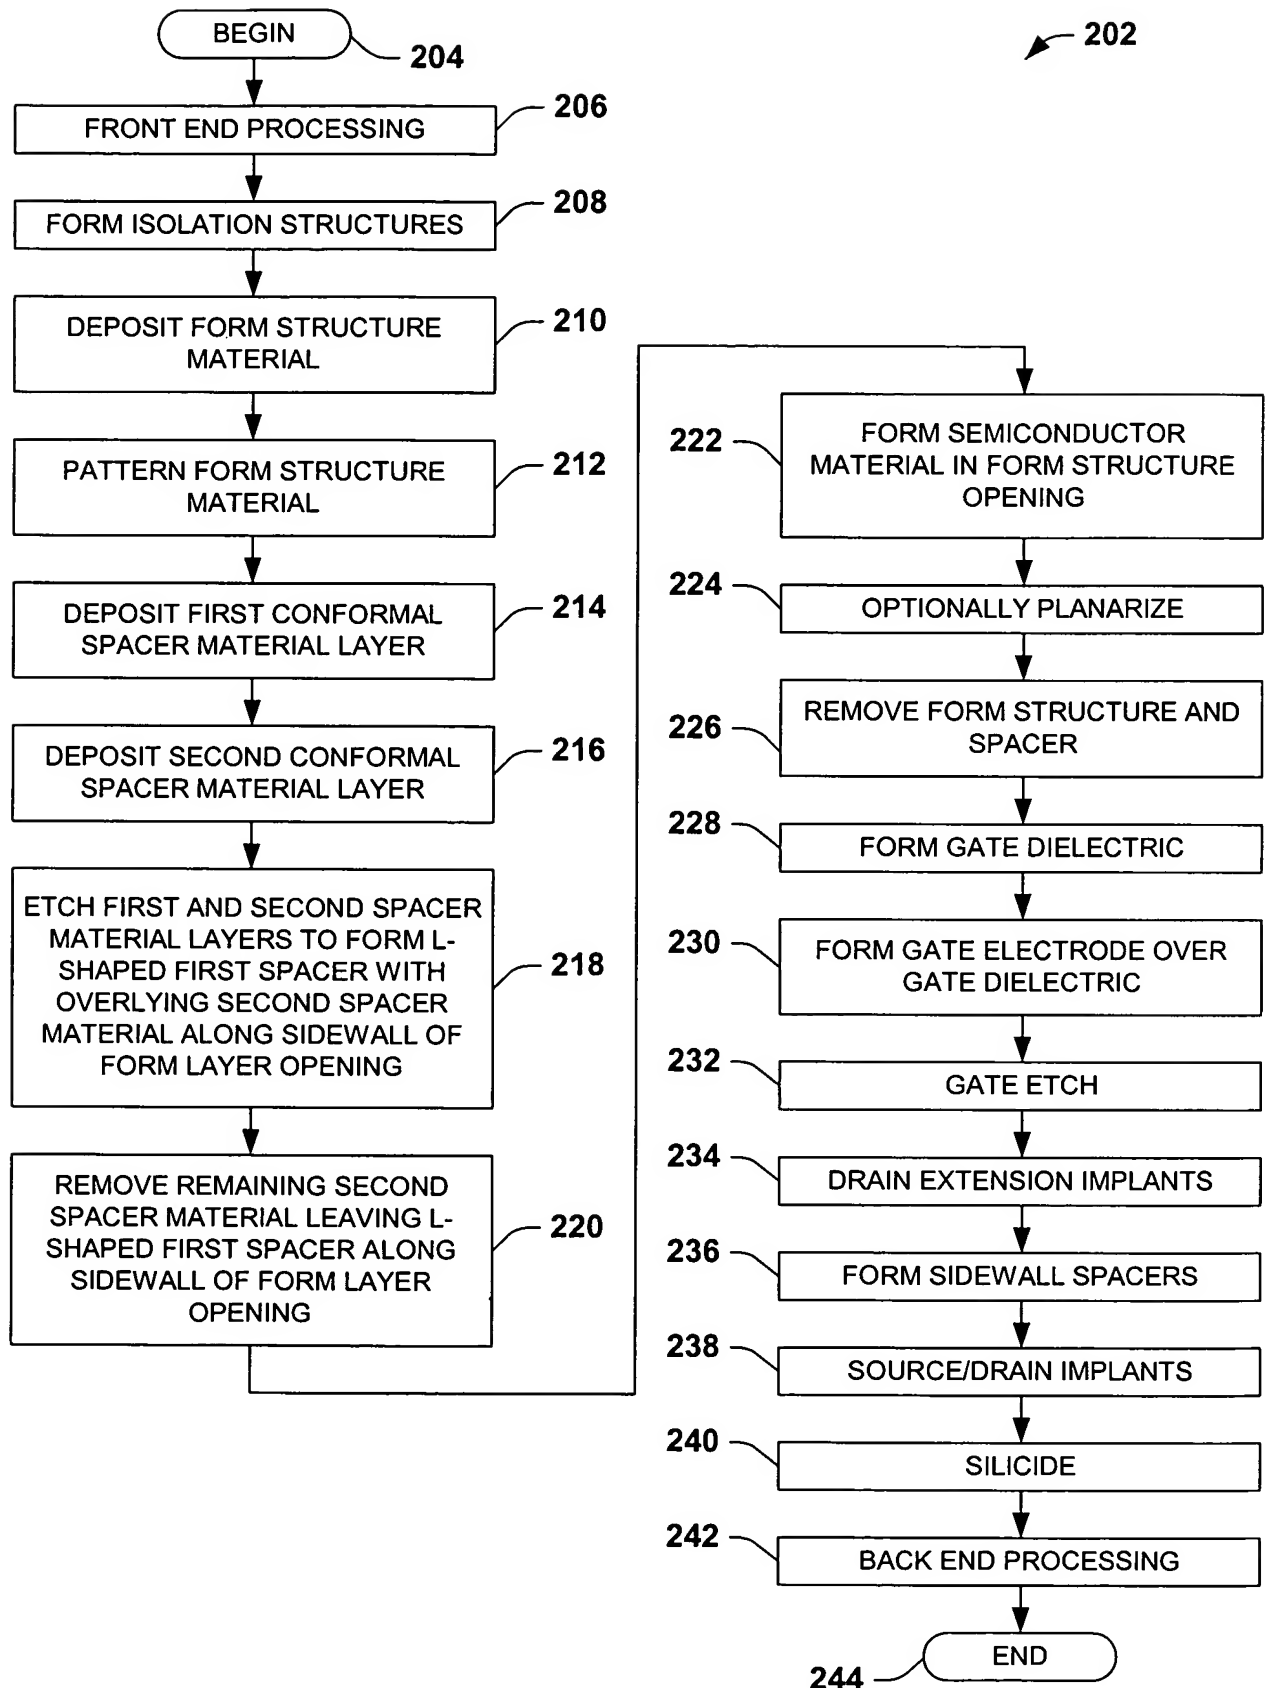 BEGIN
204
202
FRONT END PROCESSING
206
FORM ISOLATION STRUCTURES
208
DEPOSIT FORM STRUCTURE
MATERIAL
210
PATTERN FORM STRUCTURE
MATERIAL
212
DEPOSIT FIRST CONFORMAL
SPACER MATERIAL LAYER
214
DEPOSIT SECOND CONFORMAL
SPACER MATERIAL LAYER
216
ETCH FIRST AND SECOND SPACER
MATERIAL LAYERS TO FORM L-
SHAPED FIRST SPACER WITH
OVERLYING SECOND SPACER
MATERIAL ALONG SIDEWALL OF
FORM LAYER OPENING
218
REMOVE REMAINING SECOND
SPACER MATERIAL LEAVING L-
SHAPED FIRST SPACER ALONG
SIDEWALL OF FORM LAYER
OPENING
220
222
FORM SEMICONDUCTOR
MATERIAL IN FORM STRUCTURE
OPENING
224
OPTIONALLY PLANARIZE
226
REMOVE FORM STRUCTURE AND
SPACER
228
FORM GATE DIELECTRIC
230
FORM GATE ELECTRODE OVER
GATE DIELECTRIC
232
GATE ETCH
234
DRAIN EXTENSION IMPLANTS
236
FORM SIDEWALL SPACERS
238
SOURCE/DRAIN IMPLANTS
240
SILICIDE
242
BACK END PROCESSING
END
244